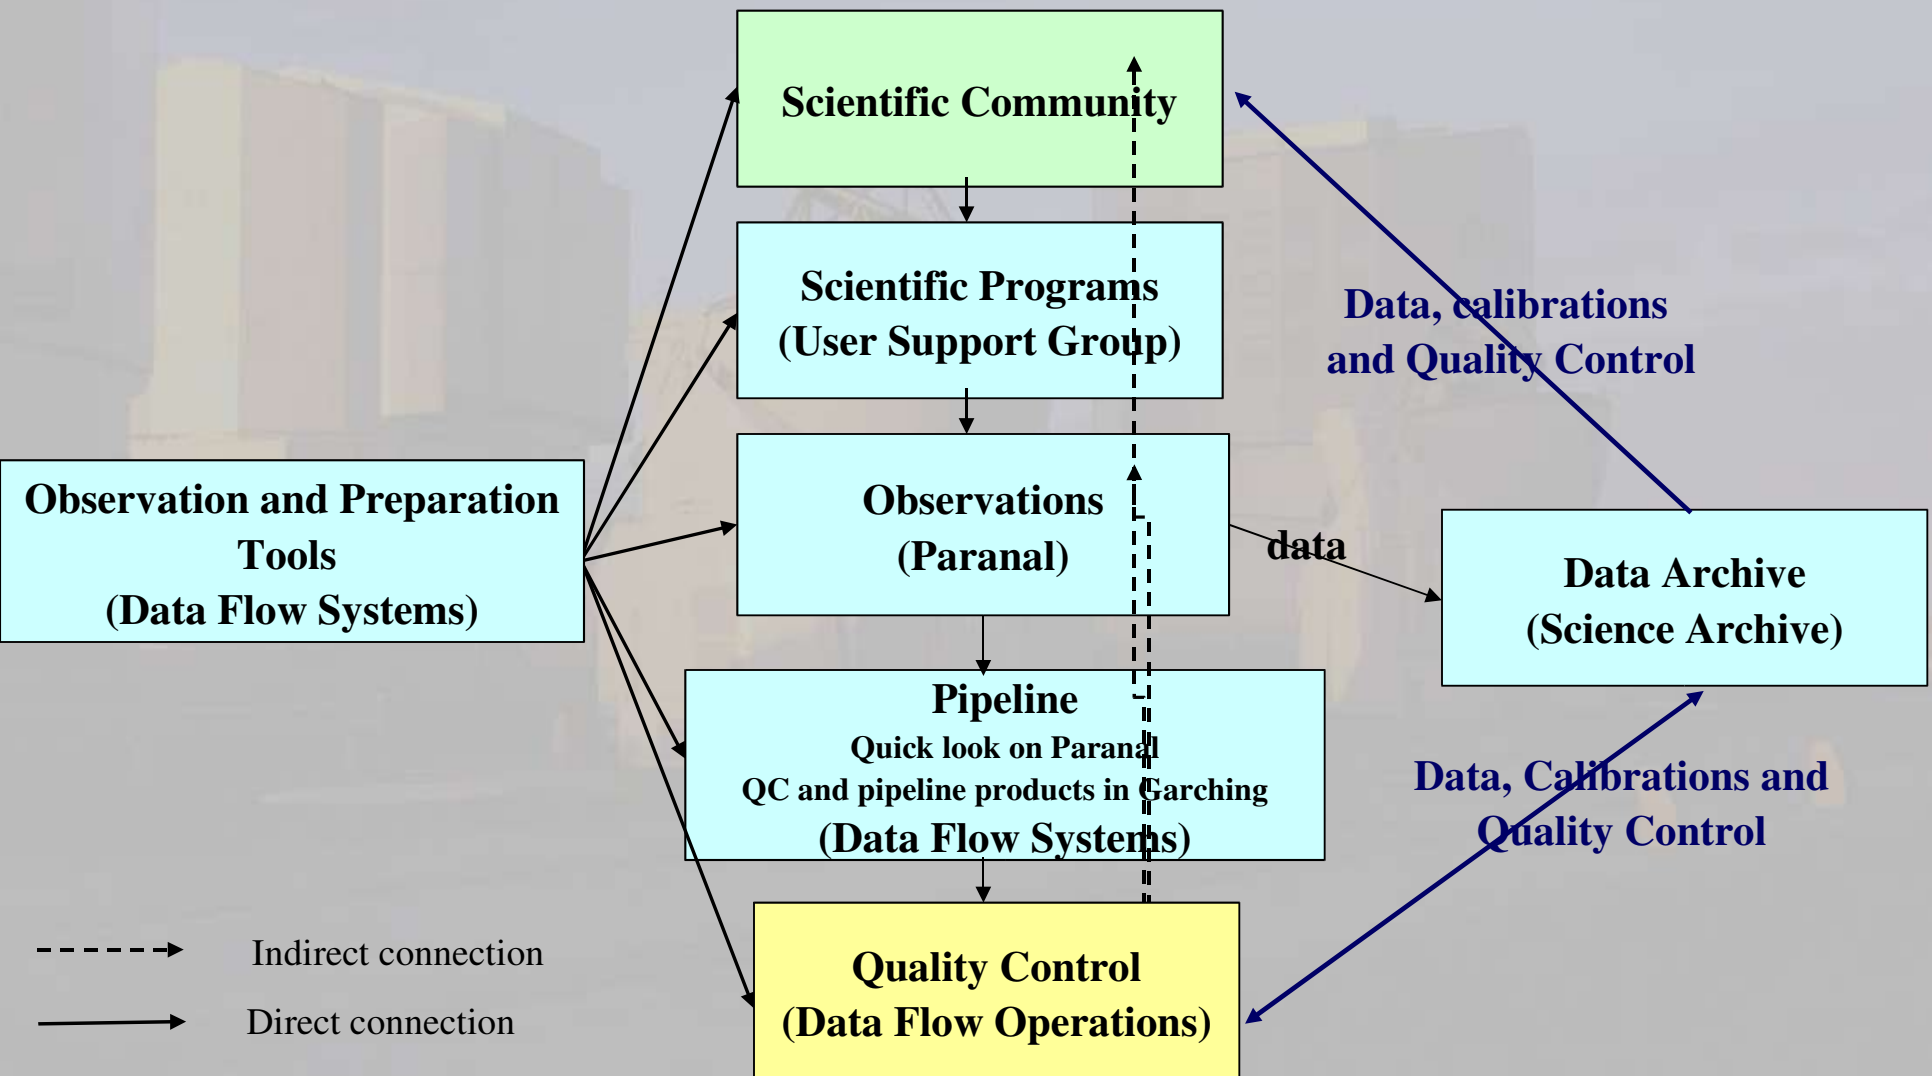 Scientific Community
Scientific Programs
(User Support Group)
Data, calibrations
and Quality Control
Observation and Preparation
Tools
(Data Flow Systems)
Observations
(Paranal)
data
Data Archive
(Science Archive)
Pipeline
Quick look on Paranal
QC and pipeline products in Garching
(Data Flow Systems)
Data, Calibrations and
Quality Control
Quality Control
(Data Flow Operations)
Indirect connection
Direct connection